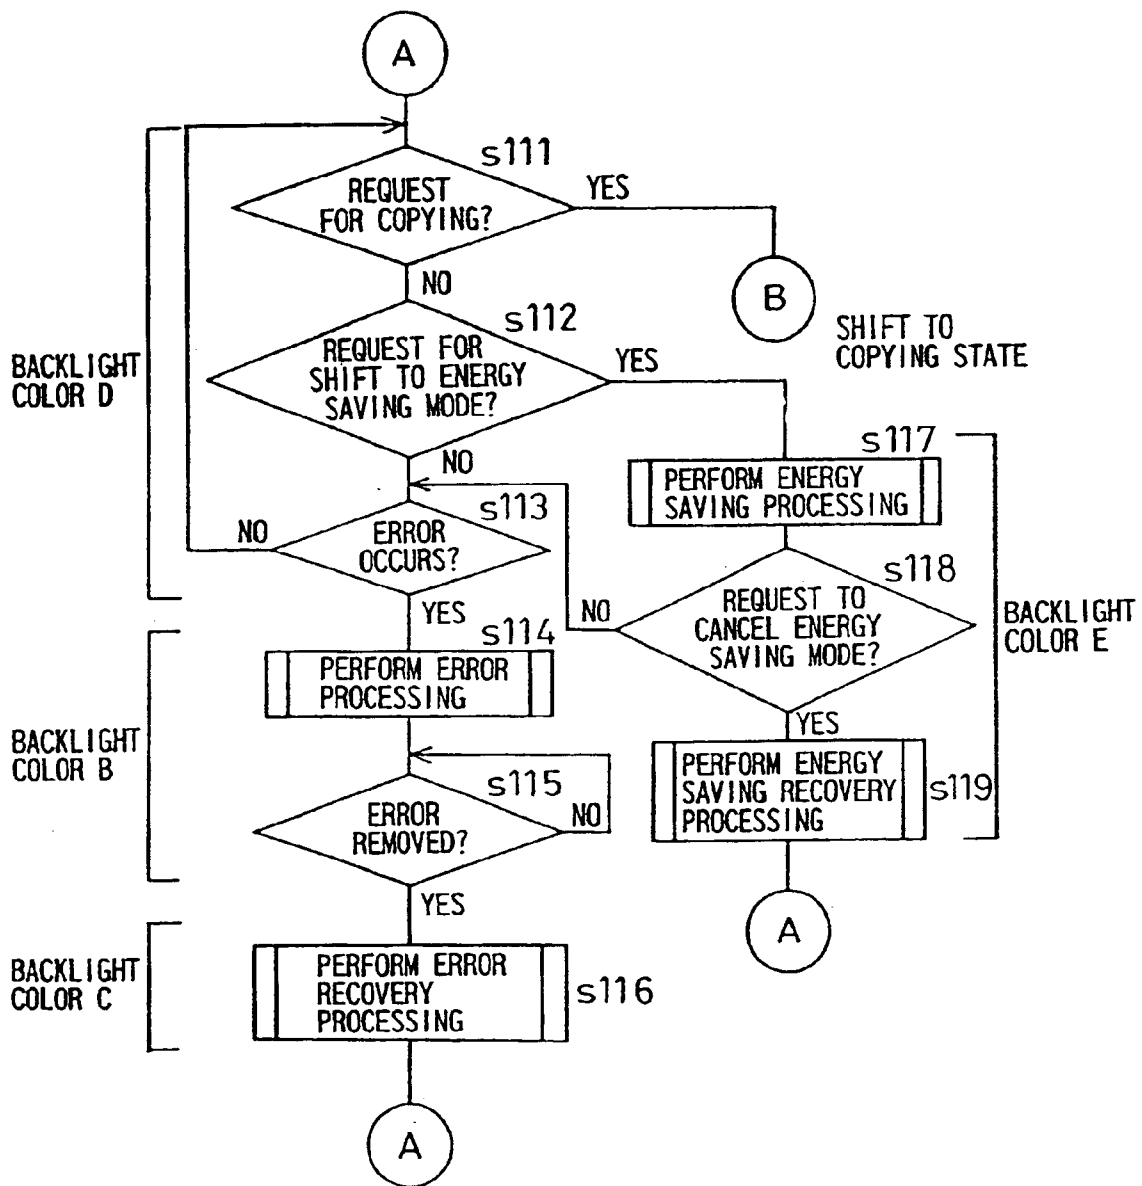 A
s111
REQUEST
FOR COPYING?
YES
NO
B
SHIFT TO
COPYING STATE
BACKLIGHT
COLOR D
s112
REQUEST FOR
SHIFT TO ENERGY
SAVING MODE?
YES
NO
s113
ERROR
OCCURS?
NO
YES
s117
PERFORM ENERGY
SAVING PROCESSING
s118
REQUEST TO
CANCEL ENERGY
SAVING MODE?
NO
YES
BACKLIGHT
COLOR E
s114
PERFORM ERROR
PROCESSING
BACKLIGHT
COLOR B
s115
ERROR
REMOVED?
NO
YES
PERFORM ENERGY
SAVING RECOVERY
PROCESSING
s119
A
BACKLIGHT
COLOR C
PERFORM ERROR
RECOVERY
PROCESSING
s116
A